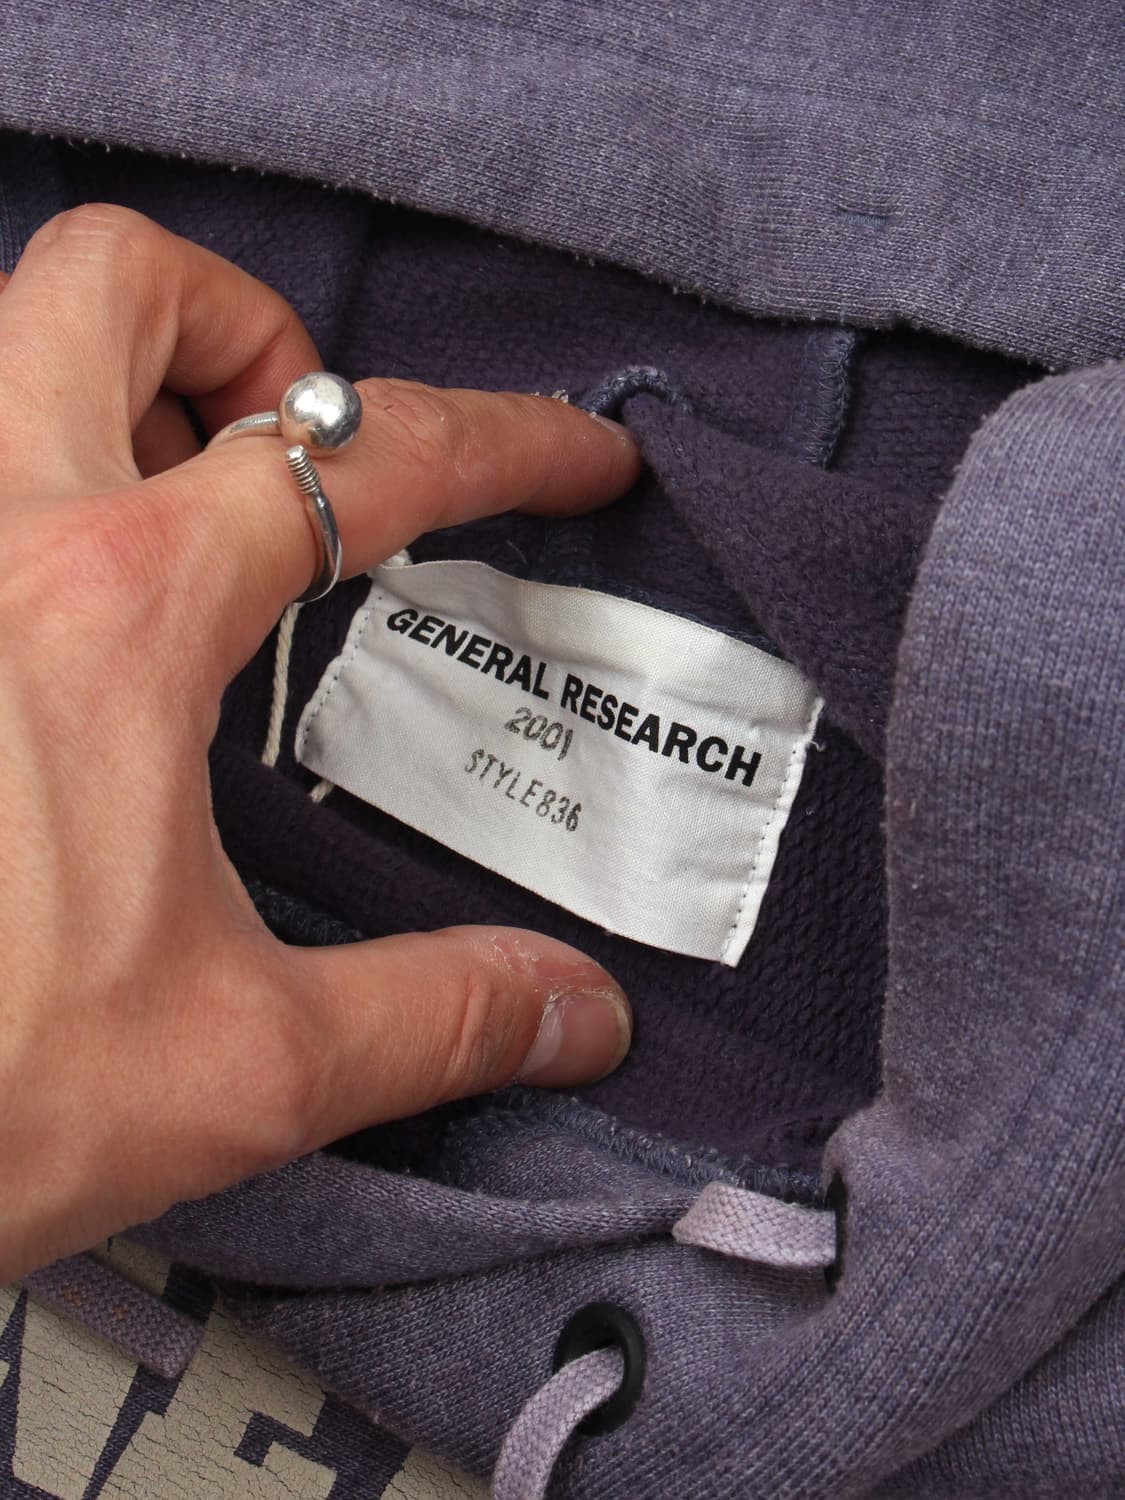 GENERAL RESEARCH
2001
STYLE836